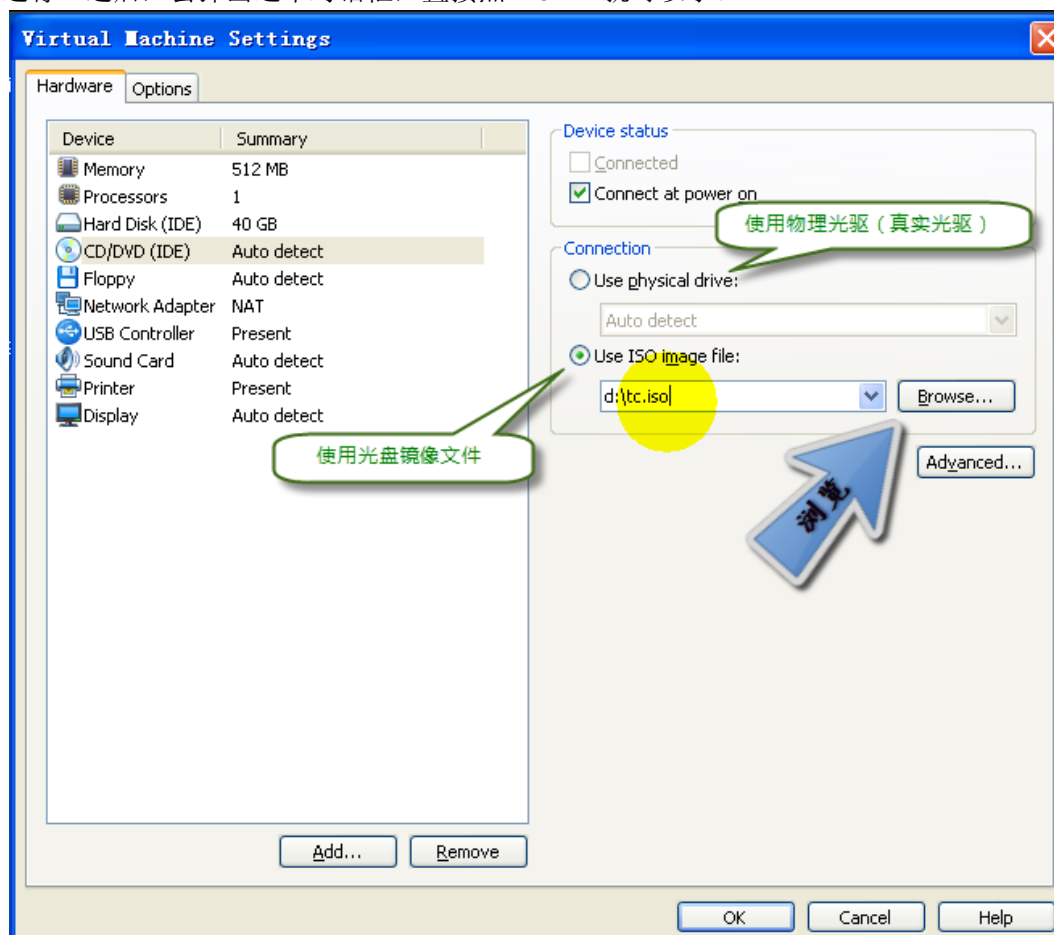 Virtual Machine Settings
Hardware Options
Device Summary
Memory 512 MB
Processors 1
Hard Disk (IDE) 40 GB
CD/DVD (IDE) Auto detect
Floppy Auto detect
Network Adapter NAT
USB Controller Present
Sound Card Auto detect
Printer Present
Display Auto detect
Add... Remove
Device status
Connected
Connect at power on
使用物理光驱（真实光驱）
Connection
Use physical drive:
Auto detect
Use ISO image file:
d:\tc.iso Browse...
使用光盘镜像文件
Advanced...
浏览
OK Cancel Help